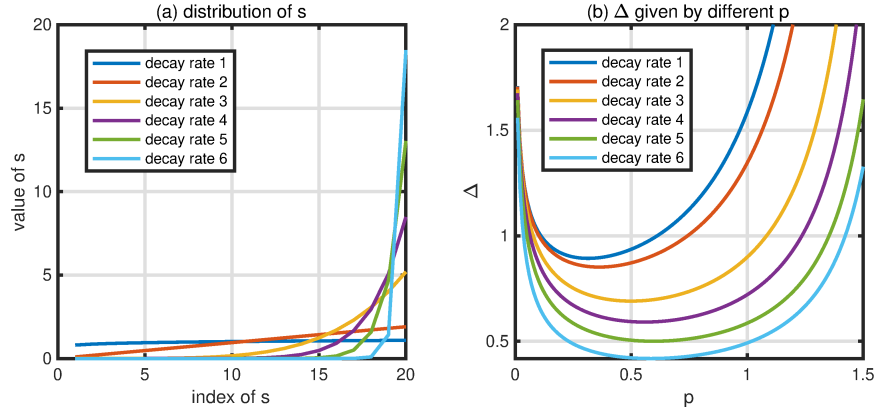 (a) distribution of s
20
15
10
5
0
0
5
10
15
20
value of s
index of s
decay rate 1
decay rate 2
decay rate 3
decay rate 4
decay rate 5
decay rate 6
(b) Δ given by different p
2
1.5
1
0.5
0
0.5
1
1.5
Δ
p
decay rate 1
decay rate 2
decay rate 3
decay rate 4
decay rate 5
decay rate 6